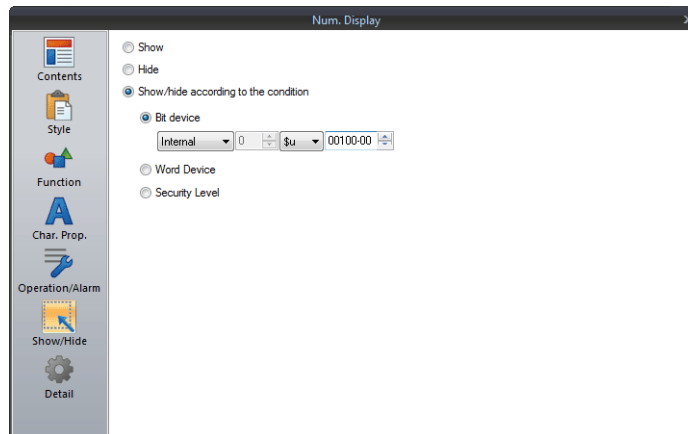 Num. Display
Contents
Style
Function
Char. Prop.
Operation/Alarm
Show/Hide
Detail
Show
Hide
Show/hide according to the condition
Bit device
Internal 0 $u 00100-00
Word Device
Security Level